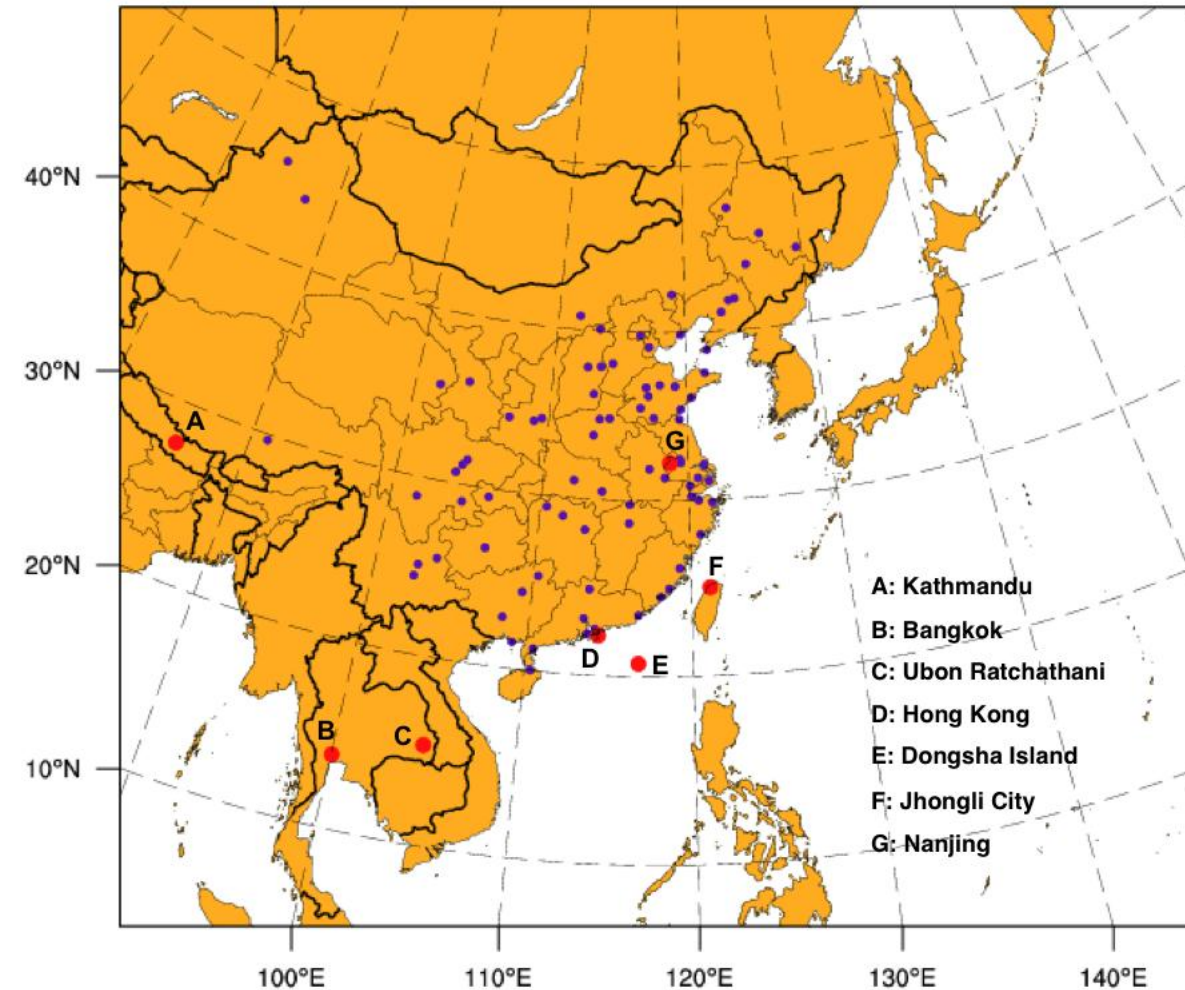 40°N
30°N
20°N
10°N
100°E
110°E
120°E
130°E
140°E
A
B
C
D
E
F
G
A: Kathmandu
B: Bangkok
C: Ubon Ratchathani
D: Hong Kong
E: Dongsha Island
F: Jhongli City
G: Nanjing